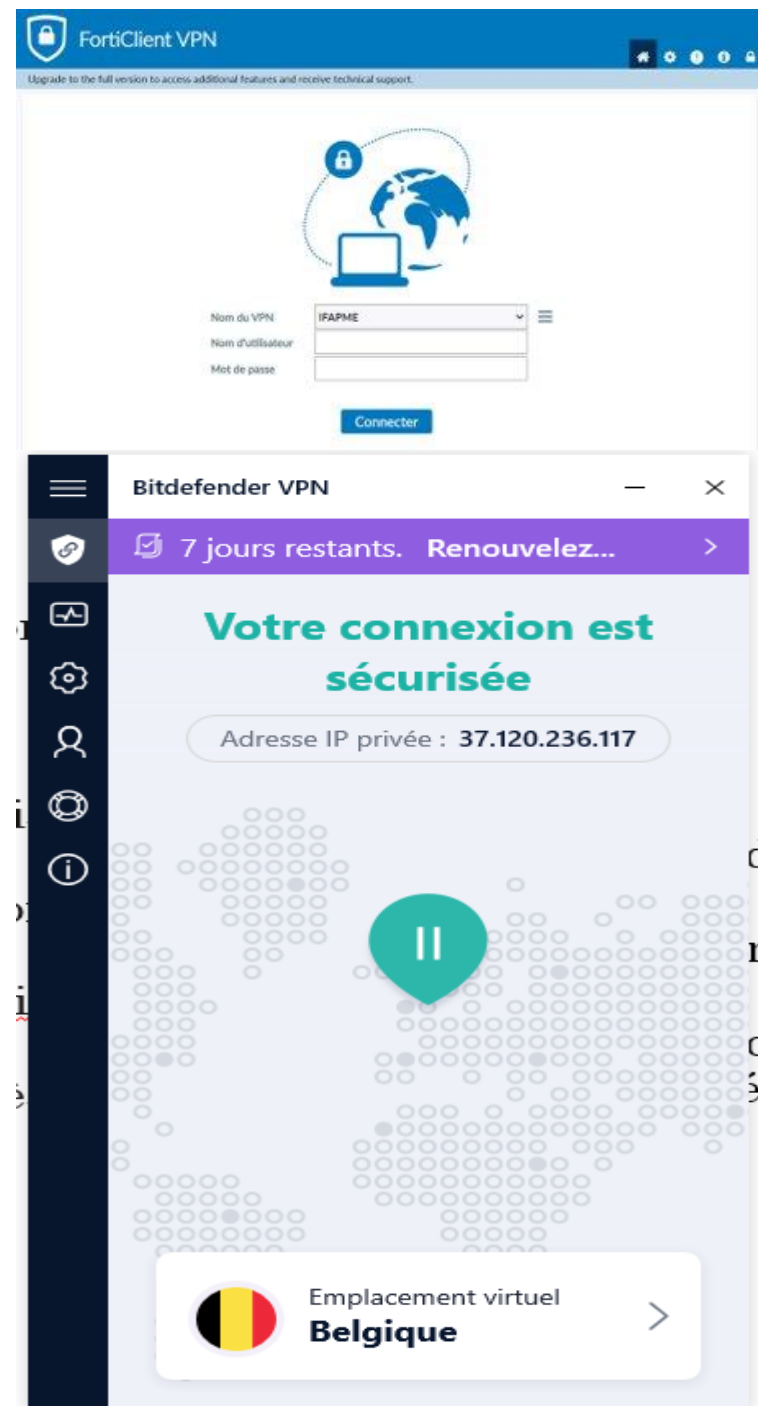 FortiClient VPN
Upgrade to the full version to access additional features and receive technical support.
Nom du VPN IFAPME
Nom d'utilisateur
Mot de passe
Connecter
Bitdefender VPN
7 jours restants. Renouvelez...
Votre connexion est
sécurisée
Adresse IP privée : 37.120.236.117
Emplacement virtuel
Belgique